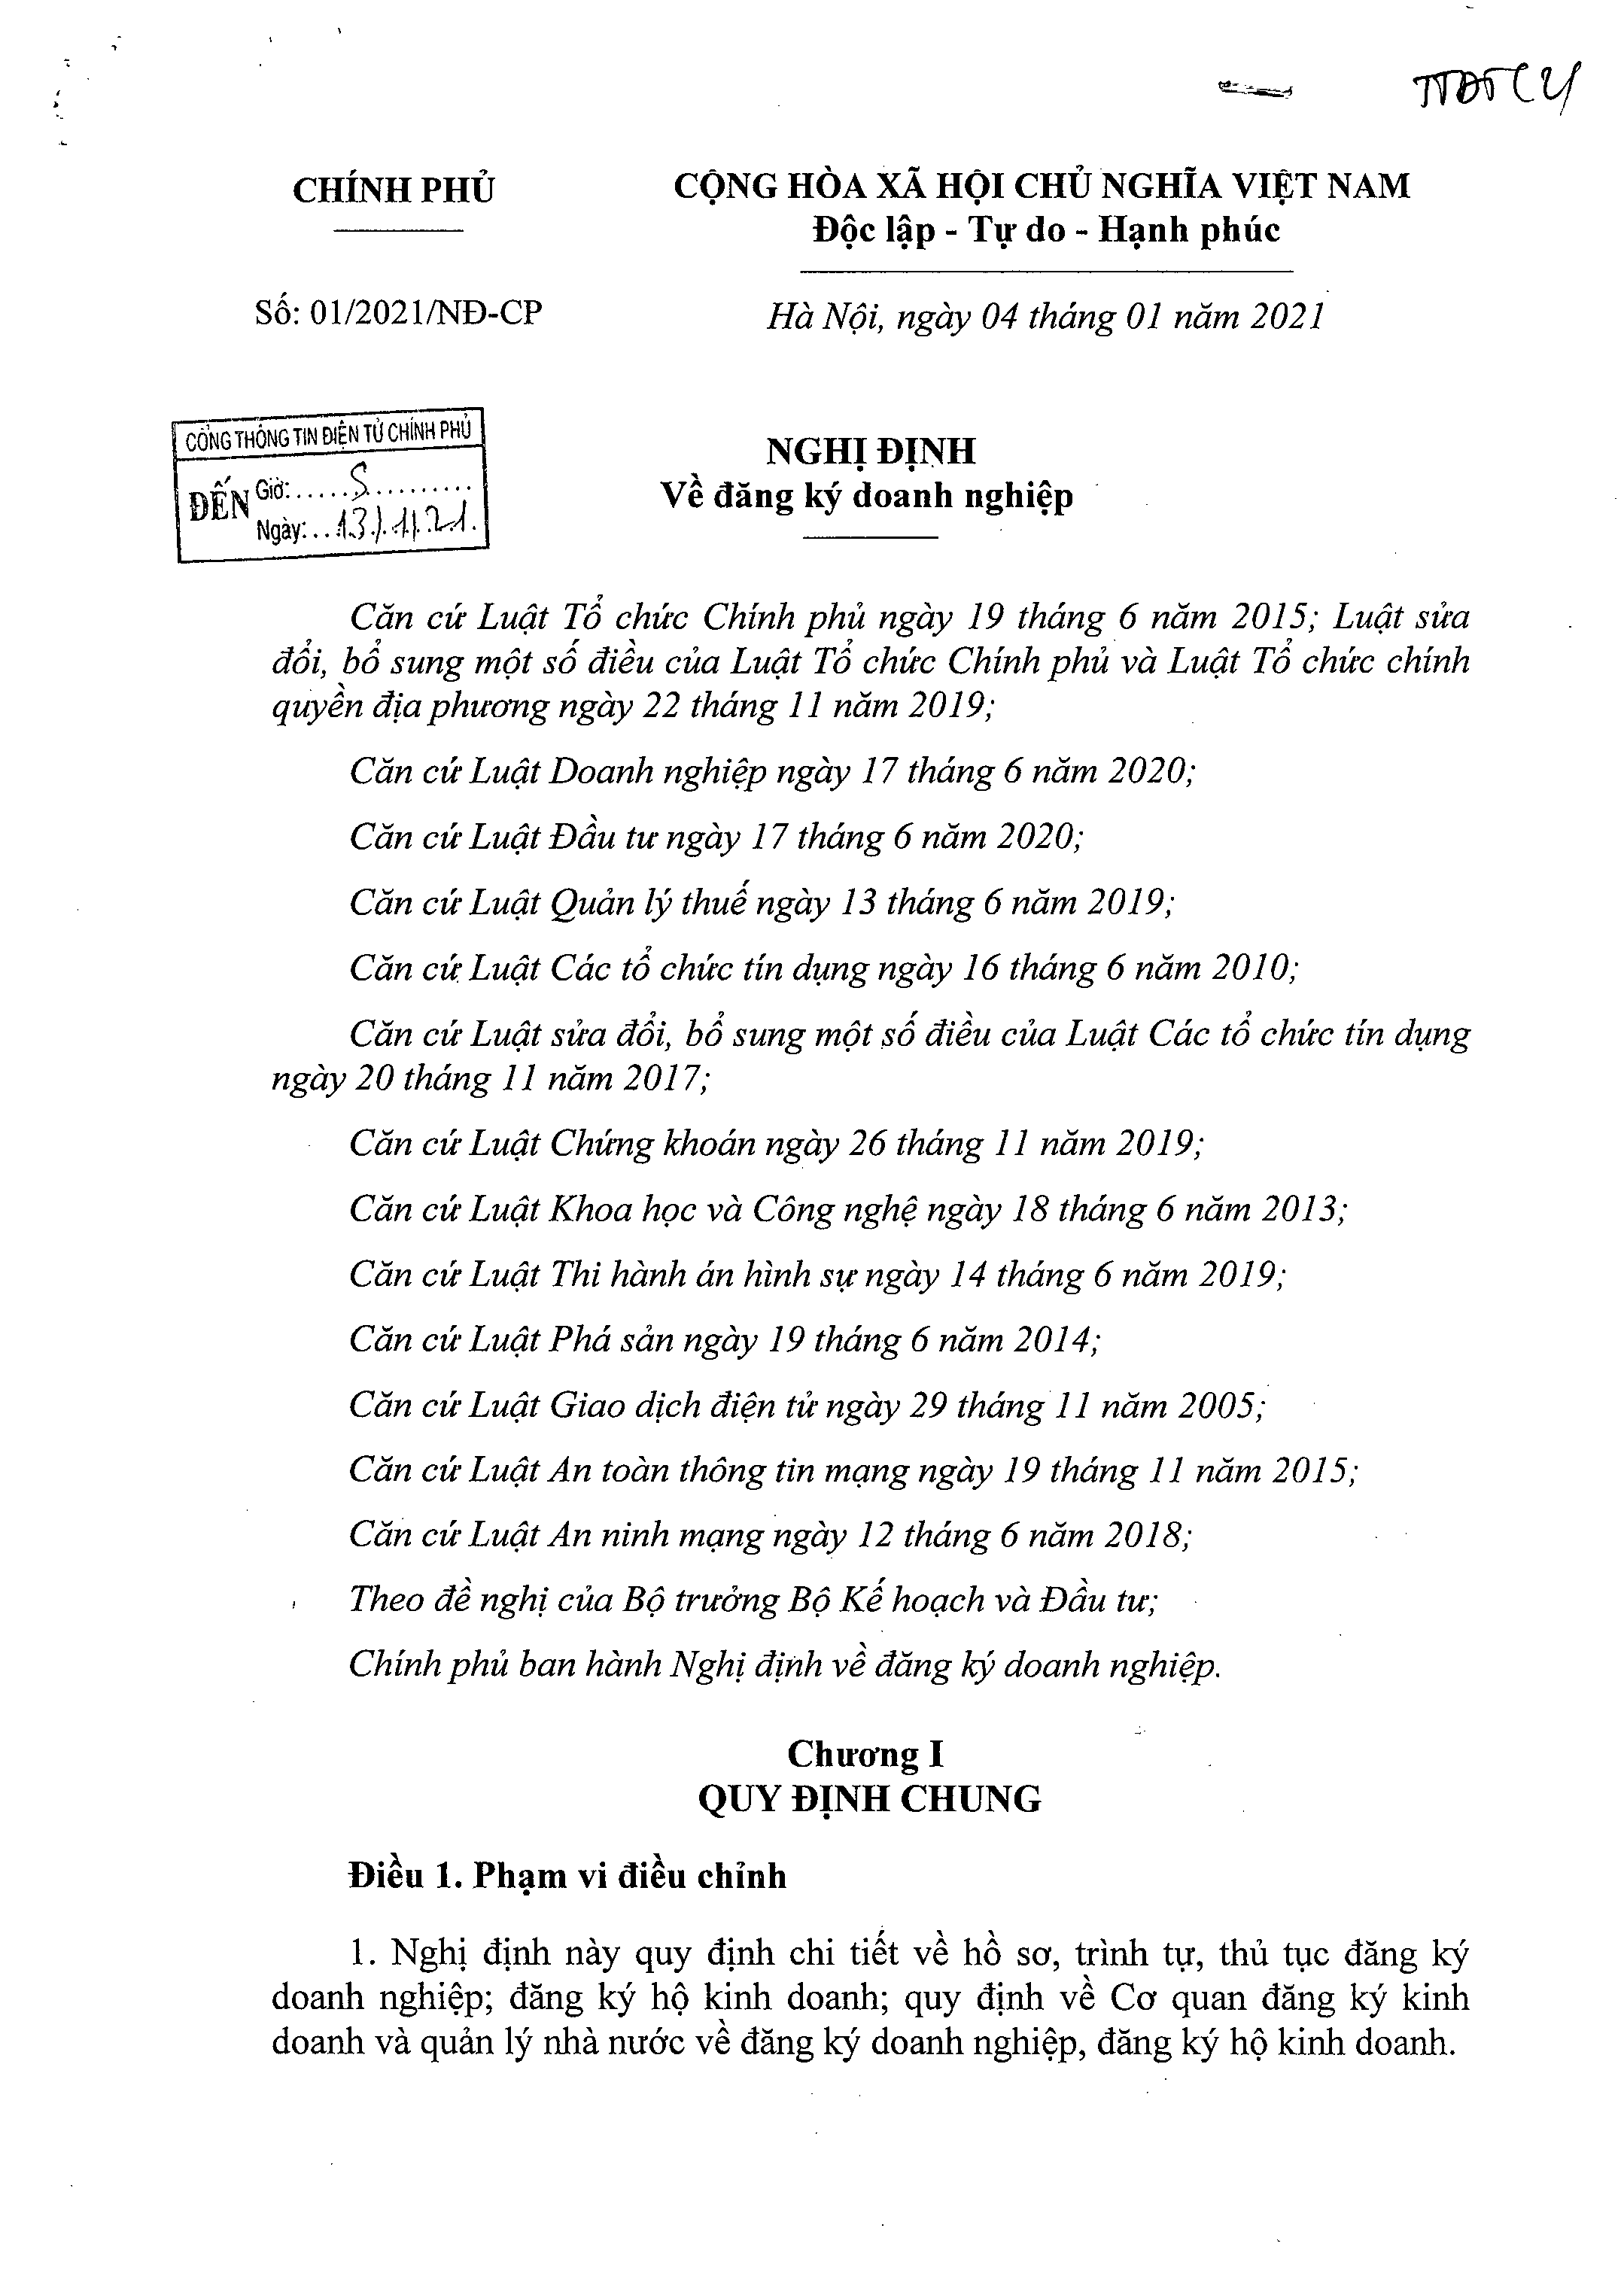 TTĐTCP
CHÍNH PHỦ
CỘNG HÒA XÃ HỘI CHỦ NGHĨA VIỆT NAM
Độc lập - Tự do - Hạnh phúc
Số: 01/2021/NĐ-CP
Hà Nội, ngày 04 tháng 01 năm 2021
CỔNG THÔNG TIN ĐIỆN TỬ CHÍNH PHỦ
ĐẾN Giờ: ..... S ..........
Ngày: ... 13/1/21.
NGHỊ ĐỊNH
Về đăng ký doanh nghiệp
Căn cứ Luật Tổ chức Chính phủ ngày 19 tháng 6 năm 2015; Luật sửa
đổi, bổ sung một số điều của Luật Tổ chức Chính phủ và Luật Tổ chức chính
quyền địa phương ngày 22 tháng 11 năm 2019;
Căn cứ Luật Doanh nghiệp ngày 17 tháng 6 năm 2020;
Căn cứ Luật Đầu tư ngày 17 tháng 6 năm 2020;
Căn cứ Luật Quản lý thuế ngày 13 tháng 6 năm 2019;
Căn cứ Luật Các tổ chức tín dụng ngày 16 tháng 6 năm 2010;
Căn cứ Luật sửa đổi, bổ sung một số điều của Luật Các tổ chức tín dụng
ngày 20 tháng 11 năm 2017;
Căn cứ Luật Chứng khoán ngày 26 tháng 11 năm 2019;
Căn cứ Luật Khoa học và Công nghệ ngày 18 tháng 6 năm 2013;
Căn cứ Luật Thi hành án hình sự ngày 14 tháng 6 năm 2019;
Căn cứ Luật Phá sản ngày 19 tháng 6 năm 2014;
Căn cứ Luật Giao dịch điện tử ngày 29 tháng 11 năm 2005;
Căn cứ Luật An toàn thông tin mạng ngày 19 tháng 11 năm 2015;
Căn cứ Luật An ninh mạng ngày 12 tháng 6 năm 2018;
Theo đề nghị của Bộ trưởng Bộ Kế hoạch và Đầu tư;
Chính phủ ban hành Nghị định về đăng ký doanh nghiệp.
Chương I
QUY ĐỊNH CHUNG
Điều 1. Phạm vi điều chỉnh
1. Nghị định này quy định chi tiết về hồ sơ, trình tự, thủ tục đăng ký
doanh nghiệp; đăng ký hộ kinh doanh; quy định về Cơ quan đăng ký kinh
doanh và quản lý nhà nước về đăng ký doanh nghiệp, đăng ký hộ kinh doanh.